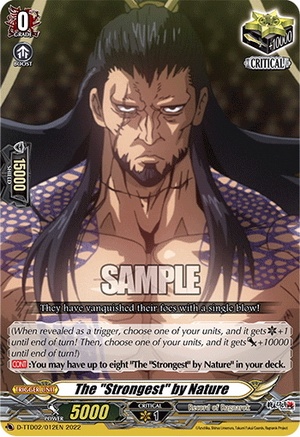 0
GRADE
BOOST
+10000
CRITICAL
15000
SHIELD
SAMPLE
They have vanquished their foes with a single blow!
(When revealed as a trigger, choose one of your units, and it gets +1
until end of turn! Then, choose one of your units, and it gets +10000
until end of turn!)
CONT:You may have up to eight "The "Strongest" by Nature" in your deck.
TRIGGER UNIT
The "Strongest" by Nature
D-TTD02/012EN 2022
POWER 5000
CRITICAL
1
Record of Ragnarok